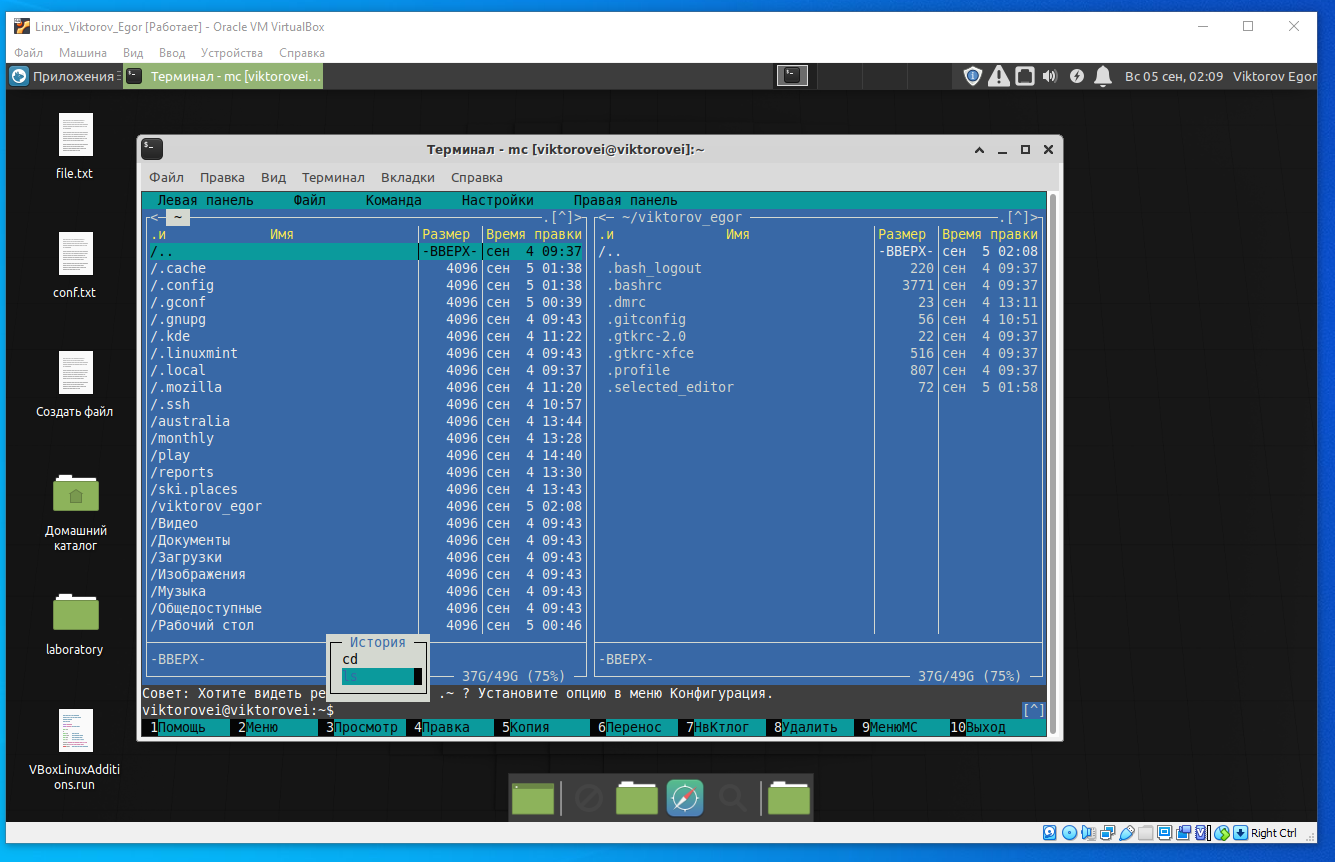 Linux_Viktorov_Egor [Работает] - Oracle VM VirtualBox
Файл Машина Вид Ввод Устройства Справка
Приложения Терминал - mc [viktorovei... Вс 05 сен, 02:09 Viktorov Egor
file.txt
conf.txt
Создать файл
Домашний
каталог
laboratory
VBoxLinuxAdditi
ons.run
Терминал - mc [viktorovei@viktorovei]:~
Файл Правка Вид Терминал Вкладки Справка
Левая панель Файл Команда Настройки Правая панель
<─ ~ .[^]> <─ ~/viktorov_egor .[^]>
.и Имя Размер Время правки .и Имя Размер Время правки
/.. -ВВЕРХ- сен 4 09:37 /.. -ВВЕРХ- сен 5 02:08
/.cache 4096 сен 5 01:38 .bash_logout 220 сен 4 09:37
/.config 4096 сен 5 01:38 .bashrc 3771 сен 4 09:37
/.gconf 4096 сен 5 00:39 .dmrc 23 сен 4 13:11
/.gnupg 4096 сен 4 09:43 .gitconfig 56 сен 4 10:51
/.kde 4096 сен 4 11:22 .gtkrc-2.0 22 сен 4 09:37
/.linuxmint 4096 сен 4 09:43 .gtkrc-xfce 516 сен 4 09:37
/.local 4096 сен 4 09:37 .profile 807 сен 4 09:37
/.mozilla 4096 сен 4 11:20 .selected_editor 72 сен 5 01:58
/.ssh 4096 сен 4 10:57
/australia 4096 сен 4 13:44
/monthly 4096 сен 4 13:28
/play 4096 сен 4 14:40
/reports 4096 сен 4 13:30
/ski.places 4096 сен 4 13:43
/viktorov_egor 4096 сен 5 02:08
/Видео 4096 сен 4 09:43
/Документы 4096 сен 4 09:43
/Загрузки 4096 сен 4 09:43
/Изображения 4096 сен 4 09:43
/Музыка 4096 сен 4 09:43
/Общедоступные 4096 сен 4 09:43
/Рабочий стол 4096 сен 5 00:46
История
cd
ls
-ВВЕРХ- -ВВЕРХ-
37G/49G (75%) 37G/49G (75%)
Совет: Хотите видеть ре .~ ? Установите опцию в меню Конфигурация.
viktorovei@viktorovei:~$ [^]
1Помощь 2Меню 3Просмотр 4Правка 5Копия 6Перенос 7НвКтлог 8Удалить 9МенюМС 10Выход
Right Ctrl